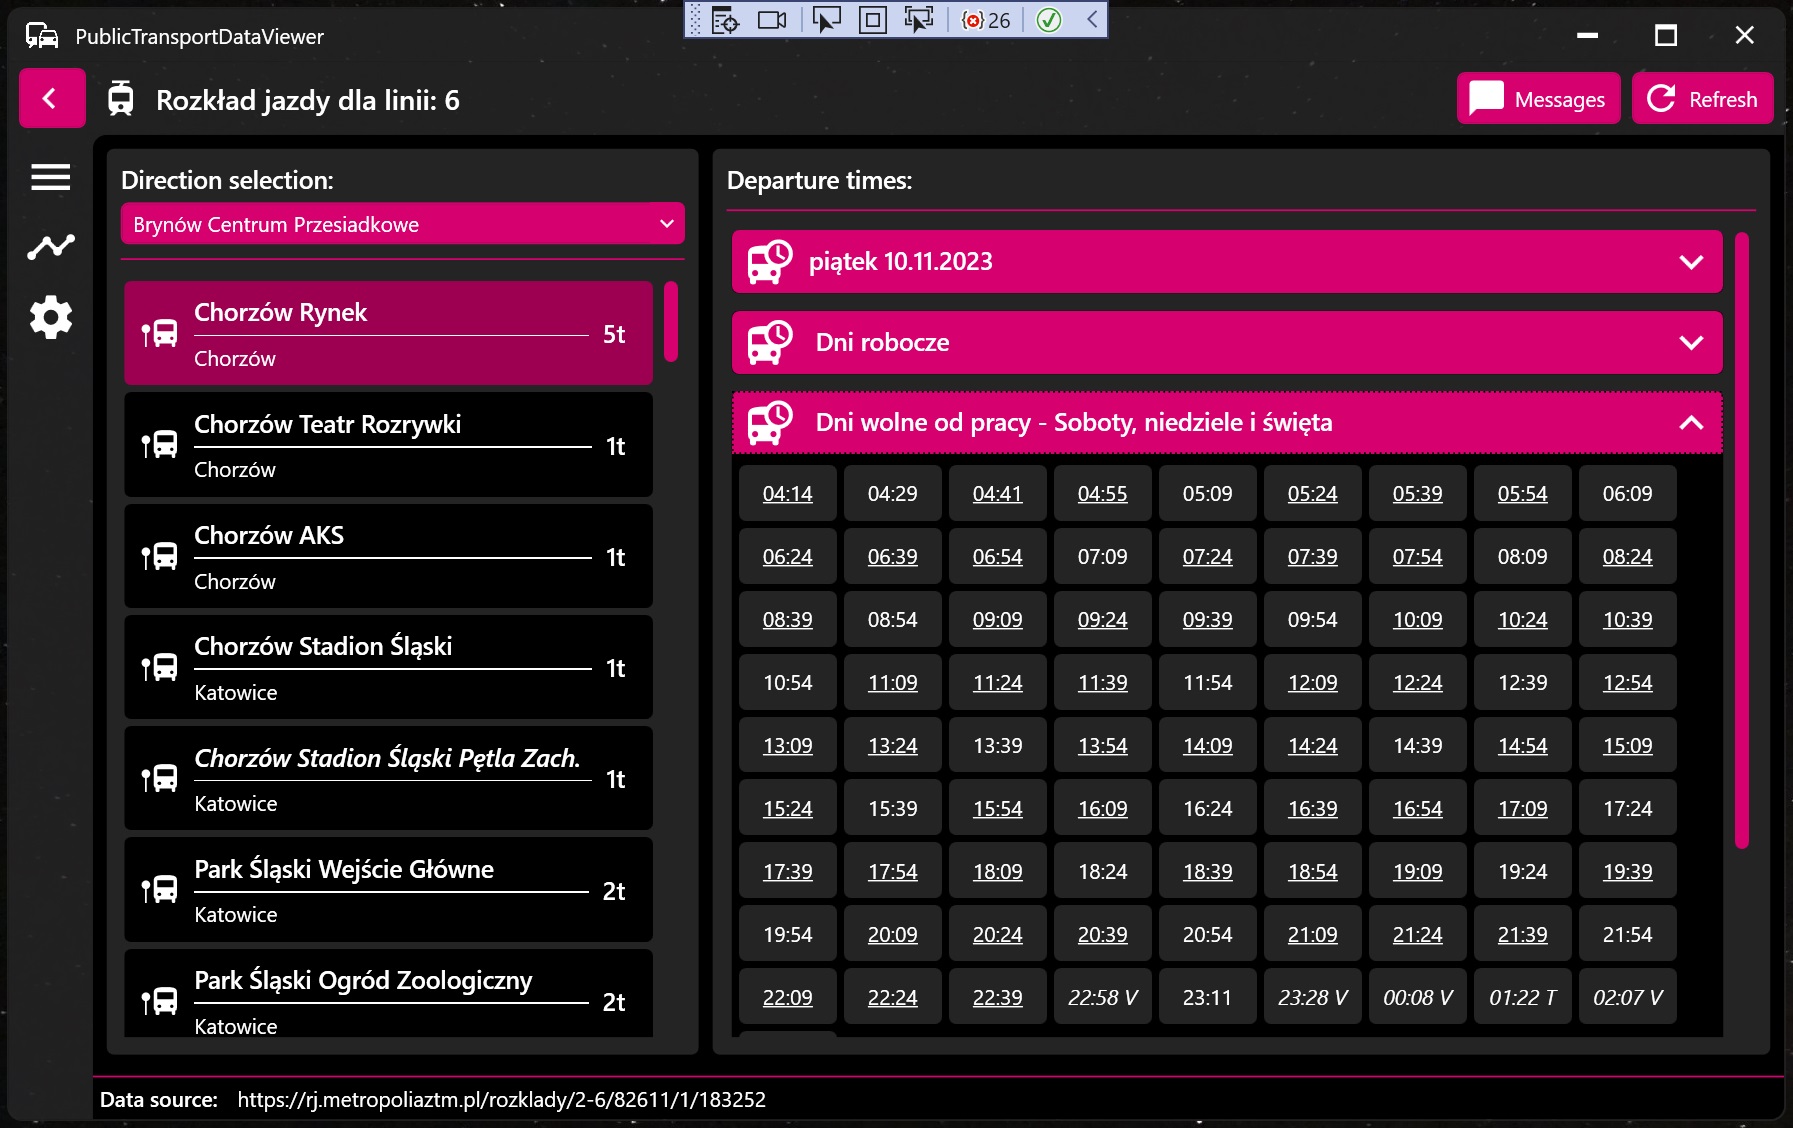 PublicTransportDataViewer
26
Rozkład jazdy dla linii: 6
Messages
Refresh
Direction selection:
Brynów Centrum Przesiadkowe
Chorzów Rynek
5t
Chorzów
Chorzów Teatr Rozrywki
1t
Chorzów
Chorzów AKS
1t
Chorzów
Chorzów Stadion Śląski
1t
Katowice
Chorzów Stadion Śląski Pętla Zach.
1t
Katowice
Park Śląski Wejście Główne
2t
Katowice
Park Śląski Ogród Zoologiczny
2t
Katowice
Departure times:
piątek 10.11.2023
Dni robocze
Dni wolne od pracy - Soboty, niedziele i święta
04:14 04:29 04:41 04:55 05:09 05:24 05:39 05:54 06:09
06:24 06:39 06:54 07:09 07:24 07:39 07:54 08:09 08:24
08:39 08:54 09:09 09:24 09:39 09:54 10:09 10:24 10:39
10:54 11:09 11:24 11:39 11:54 12:09 12:24 12:39 12:54
13:09 13:24 13:39 13:54 14:09 14:24 14:39 14:54 15:09
15:24 15:39 15:54 16:09 16:24 16:39 16:54 17:09 17:24
17:39 17:54 18:09 18:24 18:39 18:54 19:09 19:24 19:39
19:54 20:09 20:24 20:39 20:54 21:09 21:24 21:39 21:54
22:09 22:24 22:39 22:58 V 23:11 23:28 V 00:08 V 01:22 T 02:07 V
Data source: https://rj.metropoliaztm.pl/rozklady/2-6/82611/1/183252